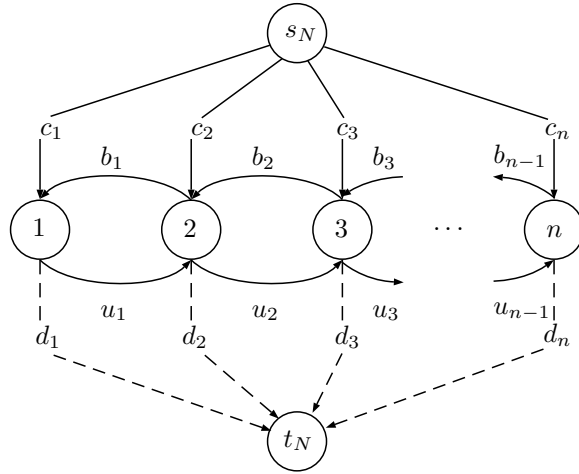 s_N
c_1 c_2 c_3 c_n
b_1 b_2 b_3 b_{n-1}
1 2 3 ⋯ n
u_1 u_2 u_3 u_{n-1}
d_1 d_2 d_3 d_n
t_N